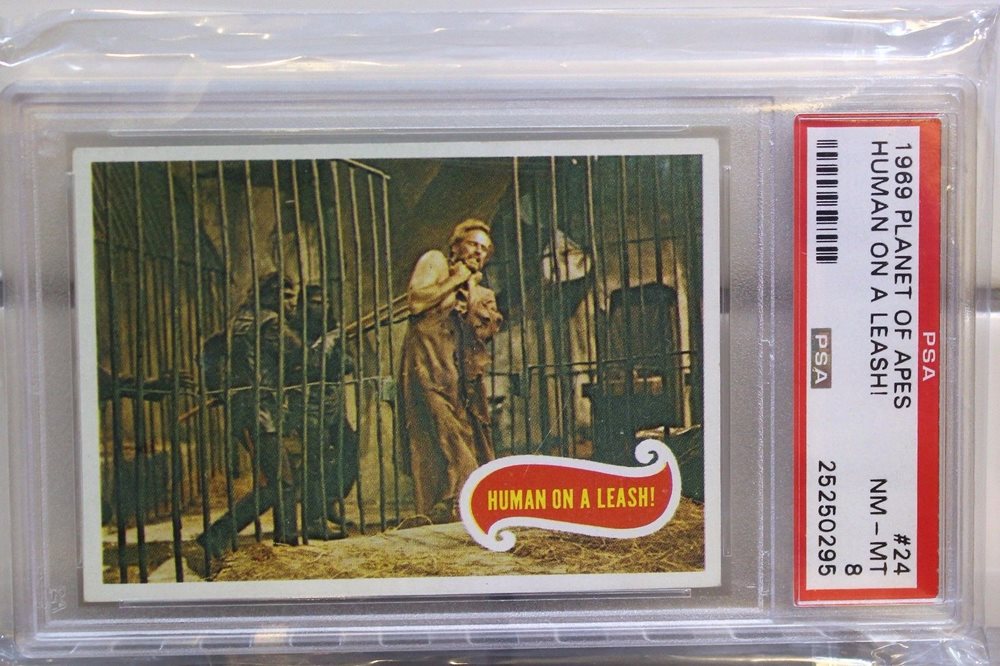 HUMAN ON A LEASH!
PSA
1969 PLANET OF APES #24
HUMAN ON A LEASH! NM-MT
PSA 8
25250295